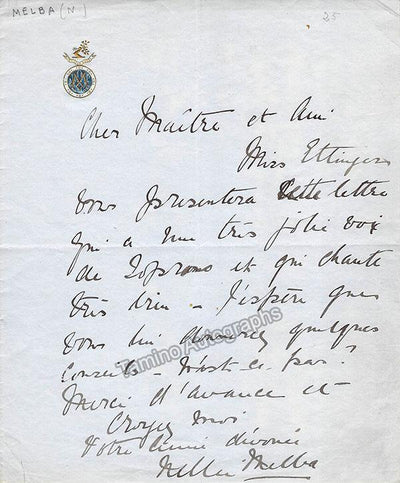 MELBA (N)
25
Cher Maître et Ami
Miss Ettinger
vous presentera cette lettre
qui a une très jolie voix
de Soprano et qui chante
très bien – J'espère que
vous lui donnerez quelques
conseils – n'est-ce pas?
Merci d'avance et
Croyez moi
Votre amie dévouée
Nellie Melba
Tamino Autographs